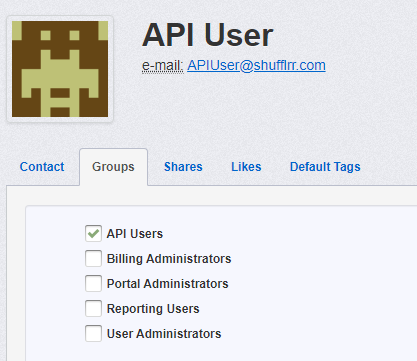 API User
e-mail: APIUser@shufflrr.com
Contact Groups Shares Likes Default Tags
API Users
Billing Administrators
Portal Administrators
Reporting Users
User Administrators